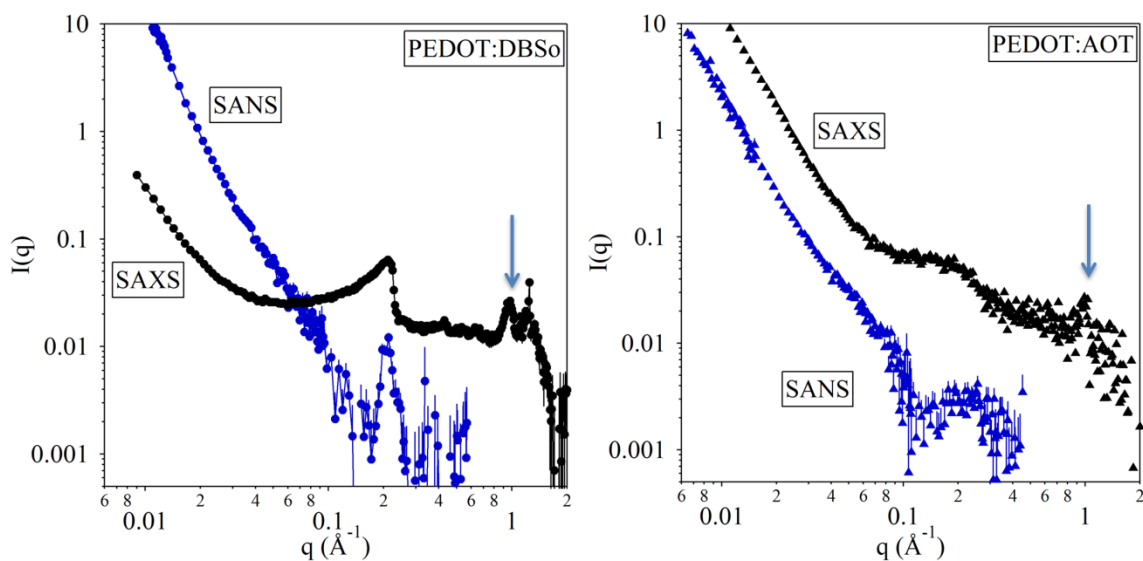 10
1
0.1
0.01
0.001
I(q)
PEDOT:DBSo
SANS
SAXS
6 8 2 4 6 8 2 4 6 8 2
0.01 0.1 1
q (Å⁻¹)
10
1
0.1
0.01
0.001
I(q)
PEDOT:AOT
SAXS
SANS
6 8 2 4 6 8 2 4 6 8 2
0.01 0.1 1
q (Å⁻¹)